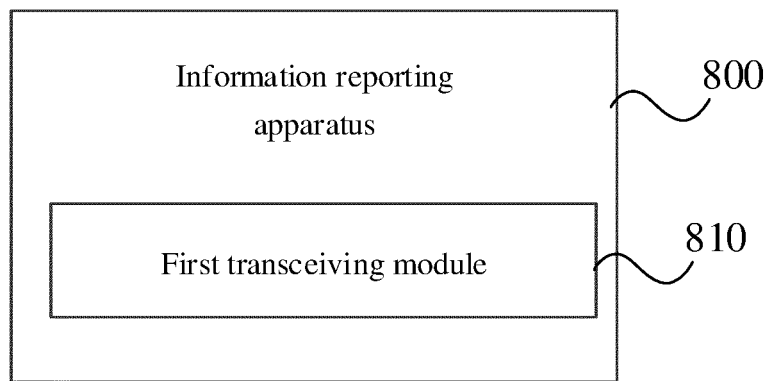 Information reporting
apparatus
800
First transceiving module
810